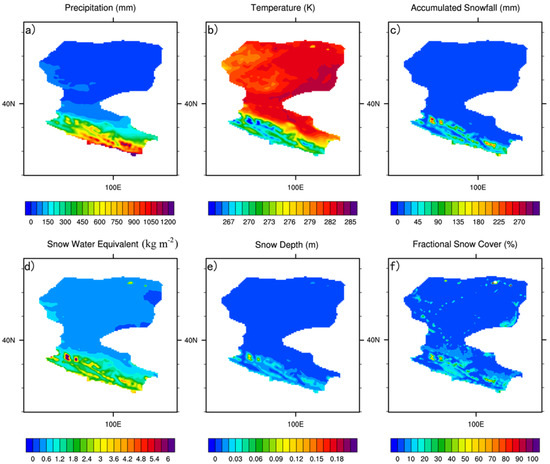 Precipitation (mm) Temperature (K) Accumulated Snowfall (mm)
a) b) c)
40N 40N
100E 100E 100E
0 150 300 450 600 750 900 1050 1200 267 270 273 276 279 282 285 0 45 90 135 180 225 270
Snow Water Equivalent (kg m-2) Snow Depth (m) Fractional Snow Cover (%)
d) e) f)
40N 40N
100E 100E 100E
0 0.6 1.2 1.8 2.4 3 3.6 4.2 4.8 5.4 6 0 0.03 0.06 0.09 0.12 0.15 0.18 0 10 20 30 40 50 60 70 80 90 100